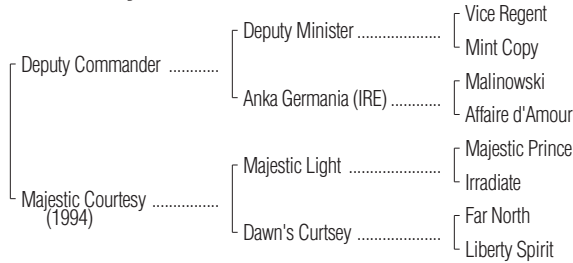 Vice Regent
Deputy Minister ...................
Mint Copy
Deputy Commander ............
Malinowski
Anka Germania (IRE) ............
Affaire d'Amour
Majestic Prince
Majestic Light .....................
Irradiate
Majestic Courtesy ................
(1994)
Far North
Dawn's Curtsey ...................
Liberty Spirit